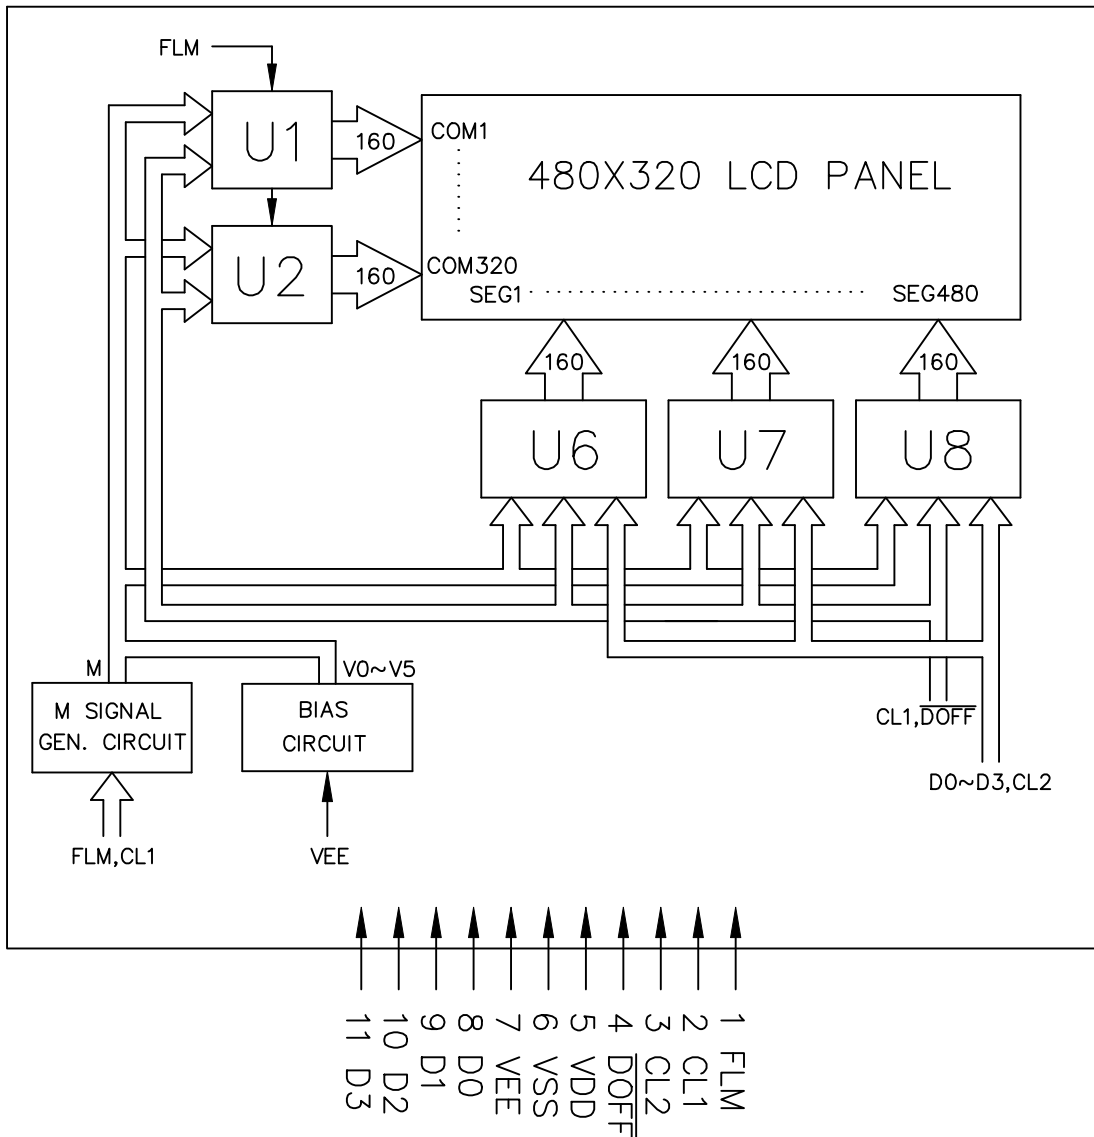 FLM
U1
160
COM1
480X320 LCD PANEL
U2
160
COM320
SEG1
SEG480
160
160
160
U6
U7
U8
M
V0~V5
M SIGNAL
GEN. CIRCUIT
BIAS
CIRCUIT
CL1,D̅O̅F̅F̅
D0~D3,CL2
FLM,CL1
VEE
1 FLM
2 CL1
3 CL2
4 D̅O̅F̅F̅
5 VDD
6 VSS
7 VEE
8 D0
9 D1
10 D2
11 D3